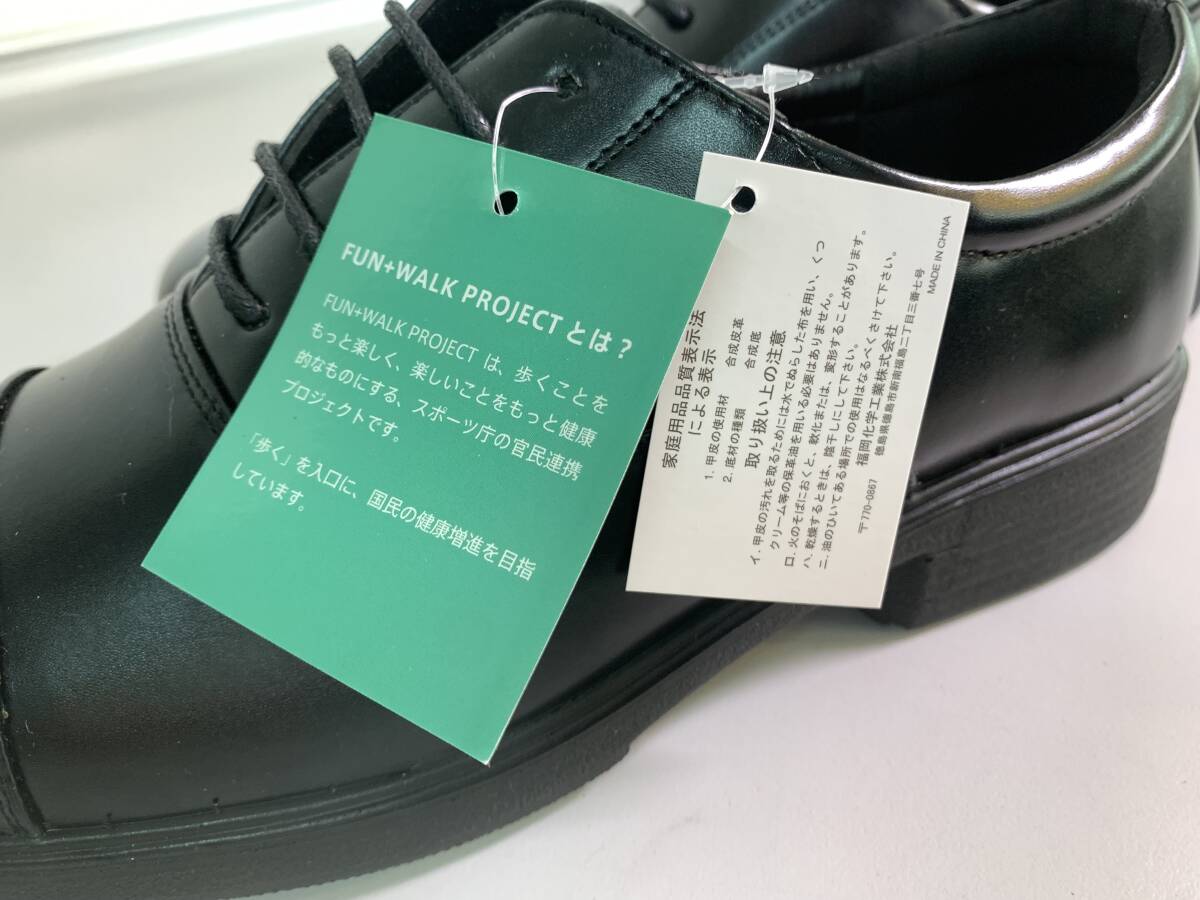 FUN+WALK PROJECT とは？
FUN+WALK PROJECT は、歩くことを
もっと楽しく、楽しいことをもっと健康
的なものにする、スポーツ庁の官民連携
プロジェクトです。
「歩く」を入口に、国民の健康増進を目指
しています。
家庭用品品質表示法
による表示
1. 甲皮の使用材 合成皮革
2. 底材の種類 合成底
取り扱い上の注意
イ. 甲皮の汚れを取るためには水でぬらした布を用い、くつ
クリーム等の保革油を用いる必要はありません。
ロ. 火のそばにおくと、軟化または、変形することがあります。
ハ. 乾燥するときは、陰干しにして下さい。
ニ. 油のひいてある場所での使用はなるべくさけて下さい。
福岡化学工業株式会社
〒770-0867 徳島県徳島市新南福島二丁目三番七号
MADE IN CHINA